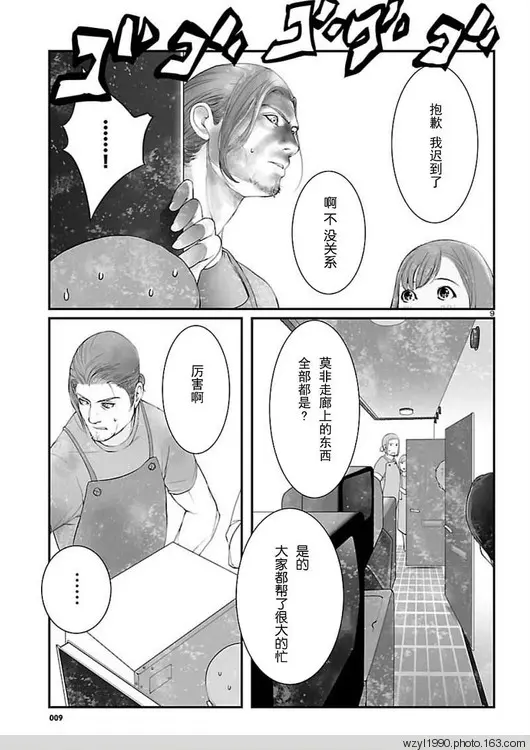 ゴゴゴゴゴ
抱歉 我迟到了
啊 不 没关系
………!
9
莫非走廊上的东西
全部都是?
是的
大家都帮了很大的忙
厉害啊
……
009
wzyl1990.photo.163.com